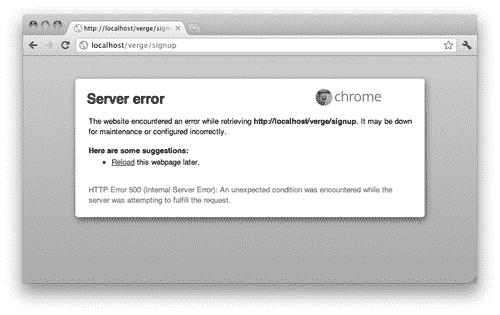 http://localhost/verge/signu
localhost/verge/signup
Server error
chrome
The website encountered an error while retrieving http://localhost/verge/signup. It may be down
for maintenance or configured incorrectly.
Here are some suggestions:
Reload this webpage later.
HTTP Error 500 (Internal Server Error): An unexpected condition was encountered while the
server was attempting to fulfill the request.